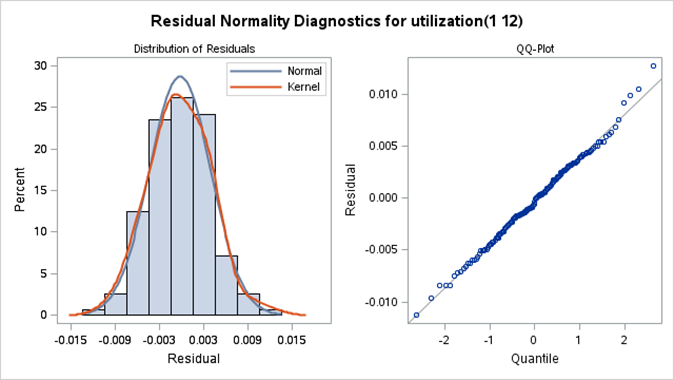 Residual Normality Diagnostics for utilization(1 12)
Distribution of Residuals
Normal
Kernel
30
25
20
15
10
5
0
Percent
-0.015 -0.009 -0.003 0.003 0.009 0.015
Residual
QQ-Plot
0.010
0.005
0.000
-0.005
-0.010
Residual
-2 -1 0 1 2
Quantile